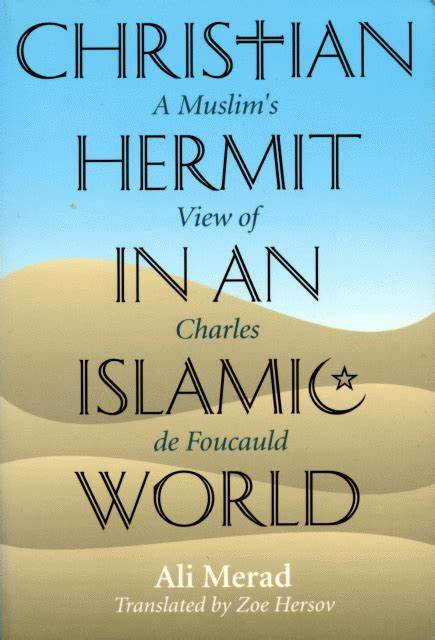 CHRISTIAN
A Muslim's
HERMIT
View of
IN AN
Charles
ISLAMIC
de Foucauld
WORLD
Ali Merad
Translated by Zoe Hersov